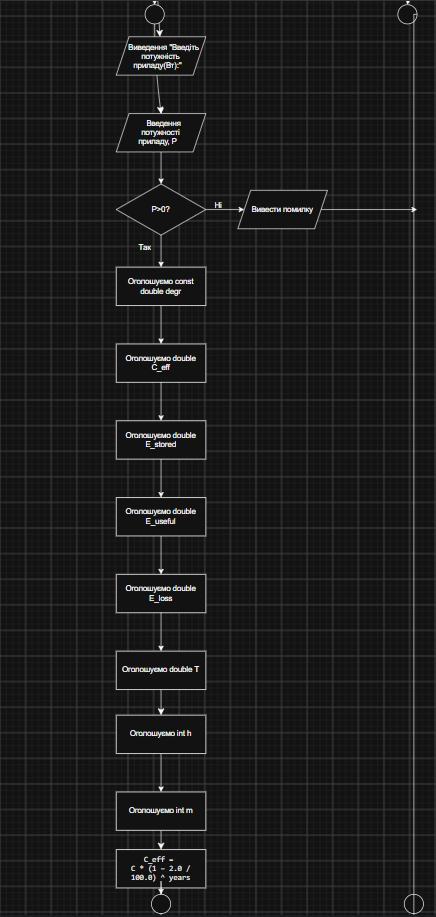 Виведення "Введіть
потужність
приладу(Вт):"
Введення
потужності
приладу, P
P>0?
Ні
Вивести помилку
Так
Оголошуємо const
double degr
Оголошуємо double
C_eff
Оголошуємо double
E_stored
Оголошуємо double
E_useful
Оголошуємо double
E_loss
Оголошуємо double T
Оголошуємо int h
Оголошуємо int m
C_eff =
C * (1 - 2.0 /
100.0) ^ years